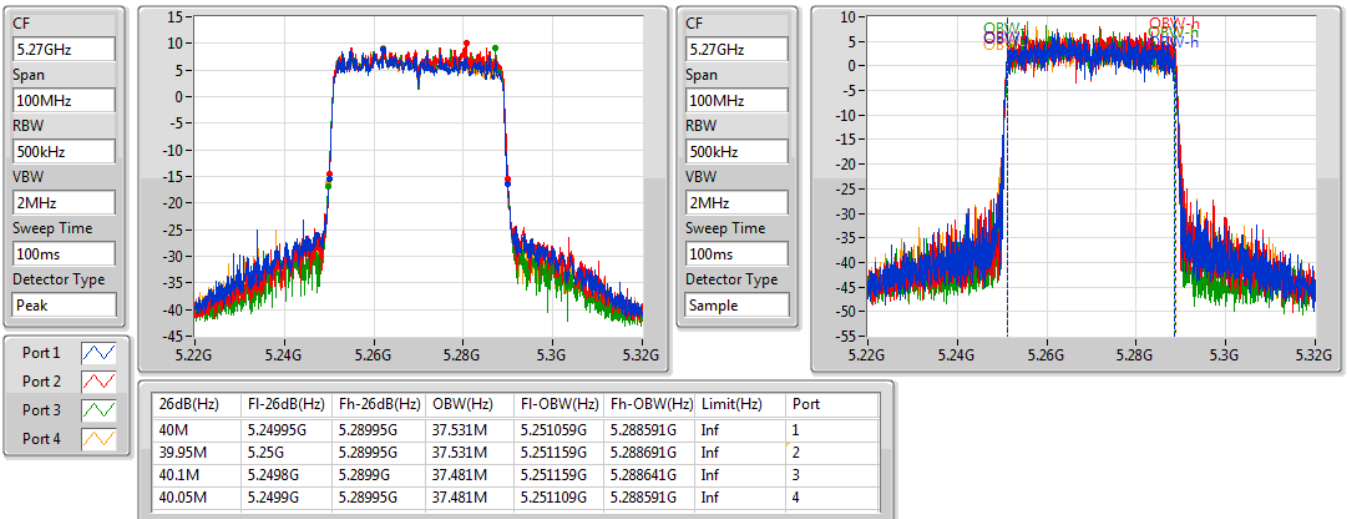 CF
5.27GHz
Span
100MHz
RBW
500kHz
VBW
2MHz
Sweep Time
100ms
Detector Type
Peak
15
10
5
0
-5
-10
-15
-20
-25
-30
-35
-40
-45
5.22G 5.24G 5.26G 5.28G 5.3G 5.32G
CF
5.27GHz
Span
100MHz
RBW
500kHz
VBW
2MHz
Sweep Time
100ms
Detector Type
Sample
10
5
0
-5
-10
-15
-20
-25
-30
-35
-40
-45
-50
-55
OBW-h
OBW-h
5.22G 5.24G 5.26G 5.28G 5.3G 5.32G
Port 1
Port 2
Port 3
Port 4
26dB(Hz) Fl-26dB(Hz) Fh-26dB(Hz) OBW(Hz) Fl-OBW(Hz) Fh-OBW(Hz) Limit(Hz) Port
40M 5.24995G 5.28995G 37.531M 5.251059G 5.288591G Inf 1
39.95M 5.25G 5.28995G 37.531M 5.251159G 5.288691G Inf 2
40.1M 5.2498G 5.2899G 37.481M 5.251159G 5.288641G Inf 3
40.05M 5.2499G 5.28995G 37.481M 5.251109G 5.288591G Inf 4